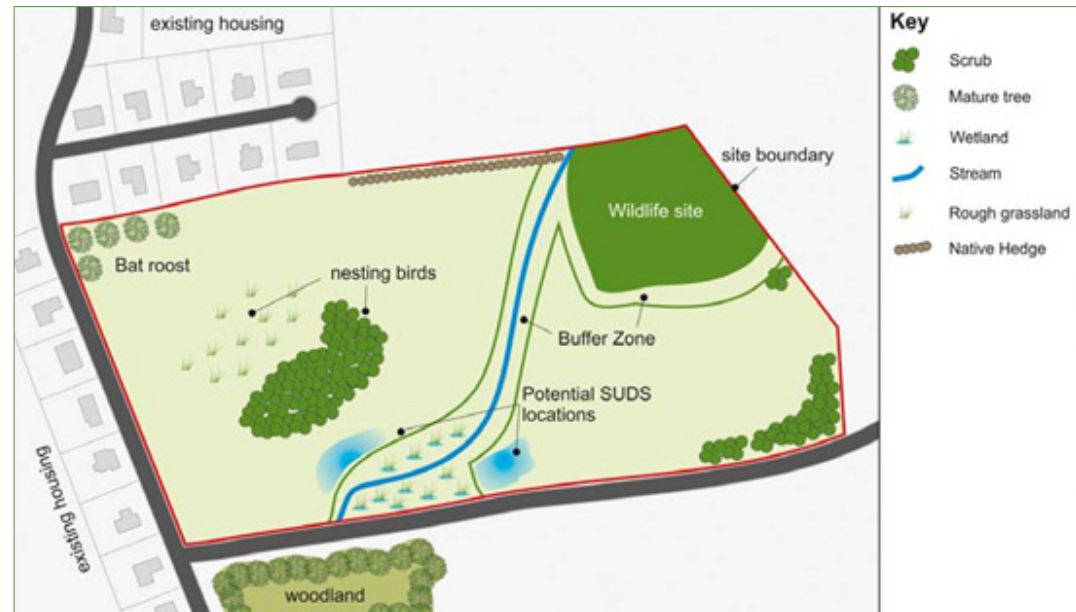 existing housing
Key
Scrub
Mature tree
Wetland
Stream
Rough grassland
Native Hedge
site boundary
Wildlife site
Bat roost
nesting birds
Buffer Zone
Potential SUDS
locations
existing housing
woodland